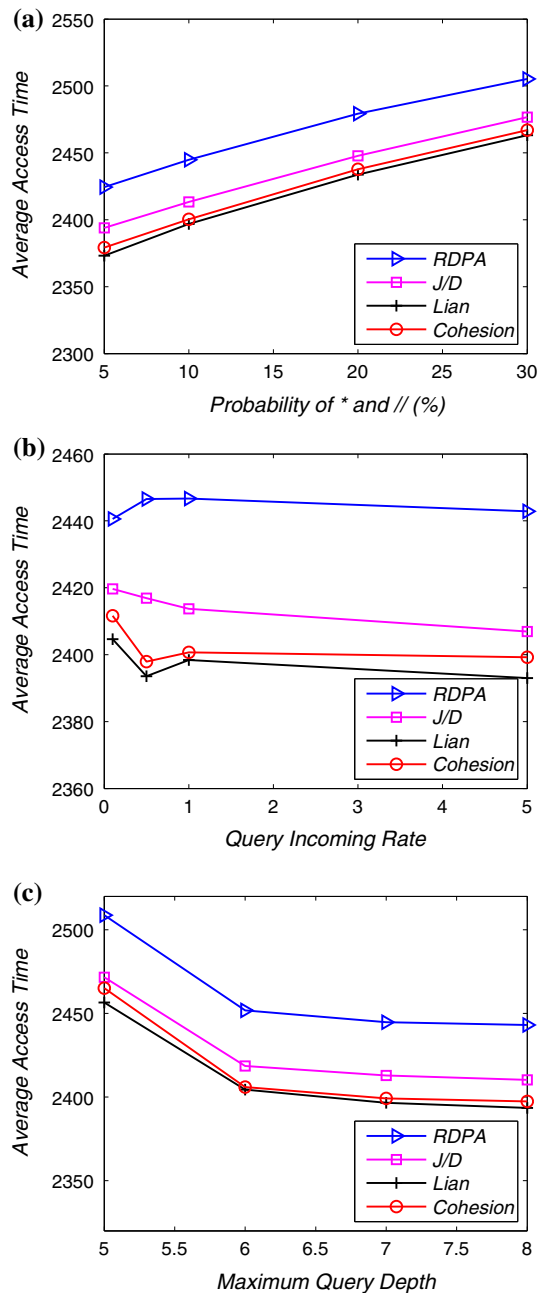 (a)
Average Access Time
2550
2500
2450
2400
2350
2300
5 10 15 20 25 30
Probability of * and // (%)
RDPA
J/D
Lian
Cohesion
(b)
Average Access Time
2460
2440
2420
2400
2380
2360
0 1 2 3 4 5
Query Incoming Rate
RDPA
J/D
Lian
Cohesion
(c)
Average Access Time
2500
2450
2400
2350
5 5.5 6 6.5 7 7.5 8
Maximum Query Depth
RDPA
J/D
Lian
Cohesion